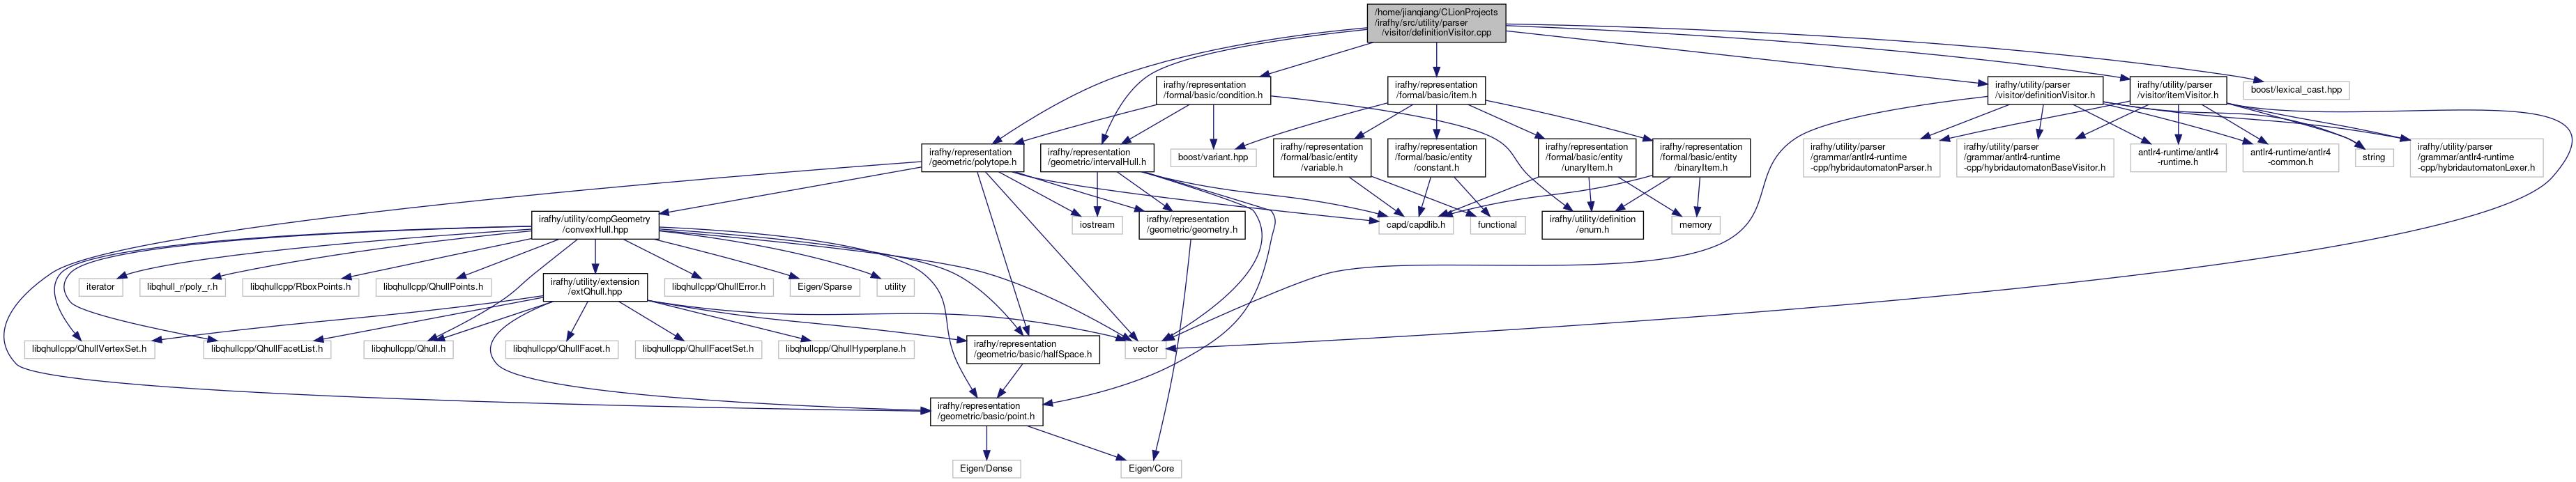 /home/jianqiang/CLionProjects
/irafhy/src/utility/parser
/visitor/definitionVisitor.cpp
irafhy/representation
/formal/basic/condition.h
irafhy/representation
/formal/basic/item.h
irafhy/utility/parser
/visitor/definitionVisitor.h
irafhy/utility/parser
/visitor/itemVisitor.h
boost/lexical_cast.hpp
irafhy/representation
/geometric/polytope.h
irafhy/representation
/geometric/intervalHull.h
boost/variant.hpp
irafhy/representation
/formal/basic/entity
/variable.h
irafhy/representation
/formal/basic/entity
/constant.h
irafhy/representation
/formal/basic/entity
/unaryItem.h
irafhy/representation
/formal/basic/entity
/binaryItem.h
irafhy/utility/parser
/grammar/antlr4-runtime
-cpp/hybridautomatonParser.h
irafhy/utility/parser
/grammar/antlr4-runtime
-cpp/hybridautomatonBaseVisitor.h
antlr4-runtime/antlr4
-runtime.h
antlr4-runtime/antlr4
-common.h
string
irafhy/utility/parser
/grammar/antlr4-runtime
-cpp/hybridautomatonLexer.h
irafhy/utility/compGeometry
/convexHull.hpp
iostream
irafhy/representation
/geometric/geometry.h
capd/capdlib.h
functional
irafhy/utility/definition
/enum.h
memory
iterator
libqhull_r/poly_r.h
libqhullcpp/RboxPoints.h
libqhullcpp/QhullPoints.h
irafhy/utility/extension
/extQhull.hpp
libqhullcpp/QhullError.h
Eigen/Sparse
utility
libqhullcpp/QhullVertexSet.h
libqhullcpp/QhullFacetList.h
libqhullcpp/Qhull.h
libqhullcpp/QhullFacet.h
libqhullcpp/QhullFacetSet.h
libqhullcpp/QhullHyperplane.h
irafhy/representation
/geometric/basic/halfSpace.h
vector
irafhy/representation
/geometric/basic/point.h
Eigen/Dense
Eigen/Core